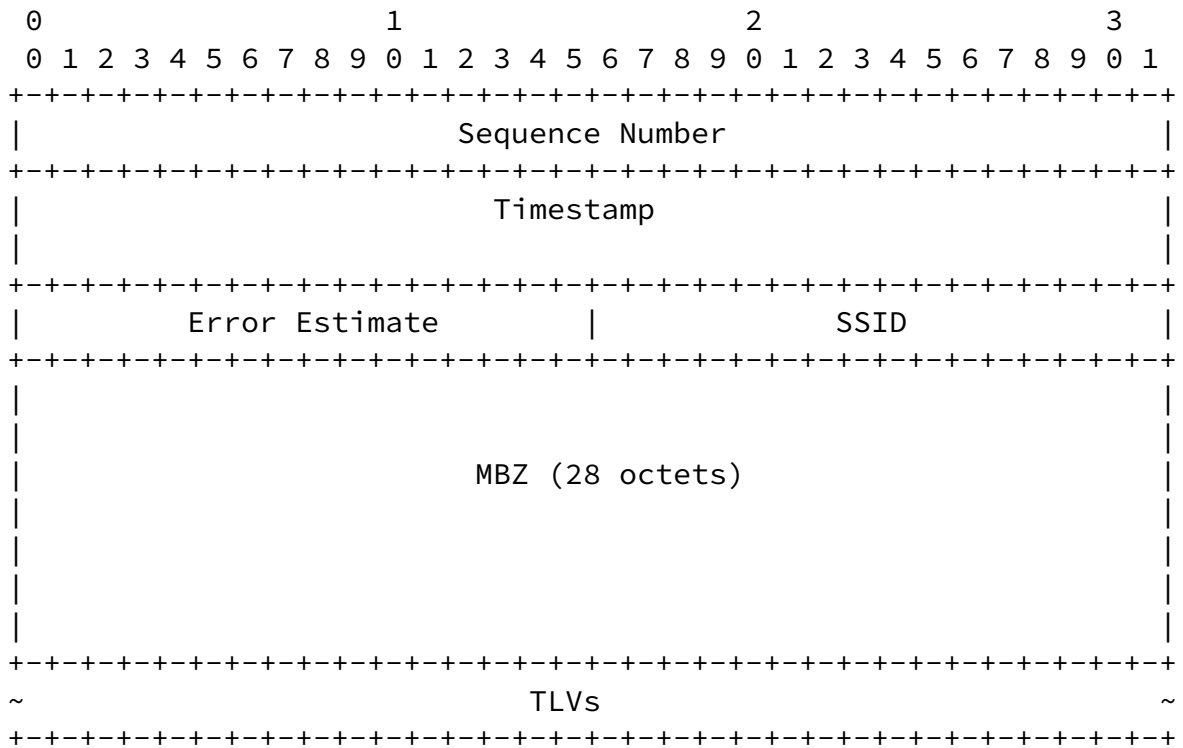 0                   1                   2                   3
 0 1 2 3 4 5 6 7 8 9 0 1 2 3 4 5 6 7 8 9 0 1 2 3 4 5 6 7 8 9 0 1
+-+-+-+-+-+-+-+-+-+-+-+-+-+-+-+-+-+-+-+-+-+-+-+-+-+-+-+-+-+-+-+-+
|                        Sequence Number                        |
+-+-+-+-+-+-+-+-+-+-+-+-+-+-+-+-+-+-+-+-+-+-+-+-+-+-+-+-+-+-+-+-+
|                          Timestamp                            |
|                                                               |
+-+-+-+-+-+-+-+-+-+-+-+-+-+-+-+-+-+-+-+-+-+-+-+-+-+-+-+-+-+-+-+-+
|         Error Estimate        |             SSID              |
+-+-+-+-+-+-+-+-+-+-+-+-+-+-+-+-+-+-+-+-+-+-+-+-+-+-+-+-+-+-+-+-+
|                                                               |
|                                                               |
|                         MBZ (28 octets)                       |
|                                                               |
|                                                               |
|                                                               |
|                                                               |
+-+-+-+-+-+-+-+-+-+-+-+-+-+-+-+-+-+-+-+-+-+-+-+-+-+-+-+-+-+-+-+-+
~                            TLVs                               ~
+-+-+-+-+-+-+-+-+-+-+-+-+-+-+-+-+-+-+-+-+-+-+-+-+-+-+-+-+-+-+-+-+